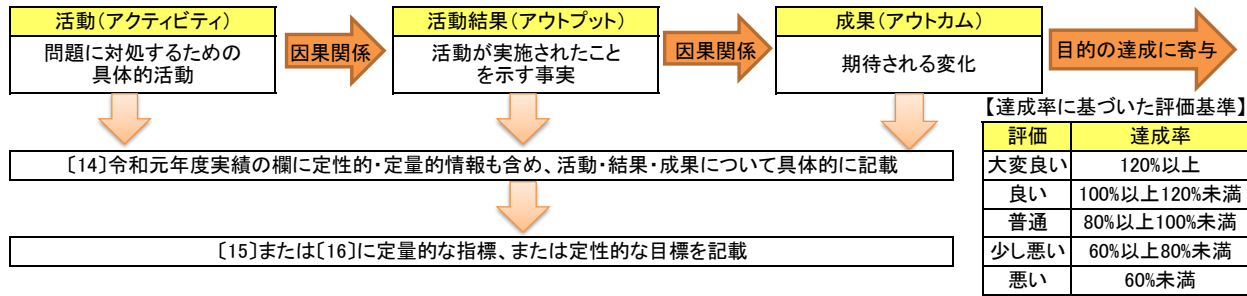 活動(アクティビティ)
問題に対処するための
具体的活動
因果関係
活動結果(アウトプット)
活動が実施されたこと
を示す事実
因果関係
成果(アウトカム)
期待される変化
目的の達成に寄与
〔14〕令和元年度実績の欄に定性的・定量的情報も含め、活動・結果・成果について具体的に記載
〔15〕または〔16〕に定量的な指標、または定性的な目標を記載
【達成率に基づいた評価基準】
評価 達成率
大変良い 120%以上
良い 100%以上120%未満
普通 80%以上100%未満
少し悪い 60%以上80%未満
悪い 60%未満